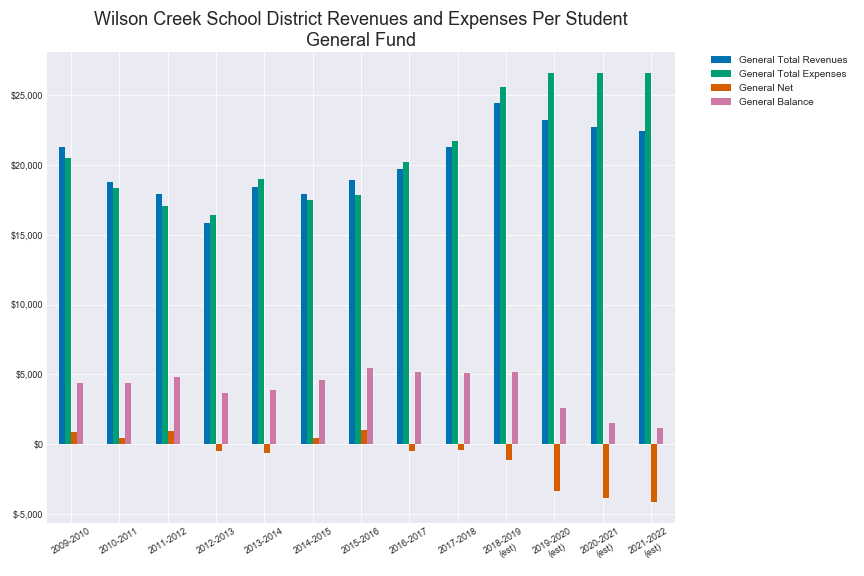 Wilson Creek School District Revenues and Expenses Per Student
General Fund
General Total Revenues
General Total Expenses
General Net
General Balance
$25,000
$20,000
$15,000
$10,000
$5,000
$0
$-5,000
2009-2010
2010-2011
2011-2012
2012-2013
2013-2014
2014-2015
2015-2016
2016-2017
2017-2018
2018-2019
(est)
2019-2020
(est)
2020-2021
(est)
2021-2022
(est)